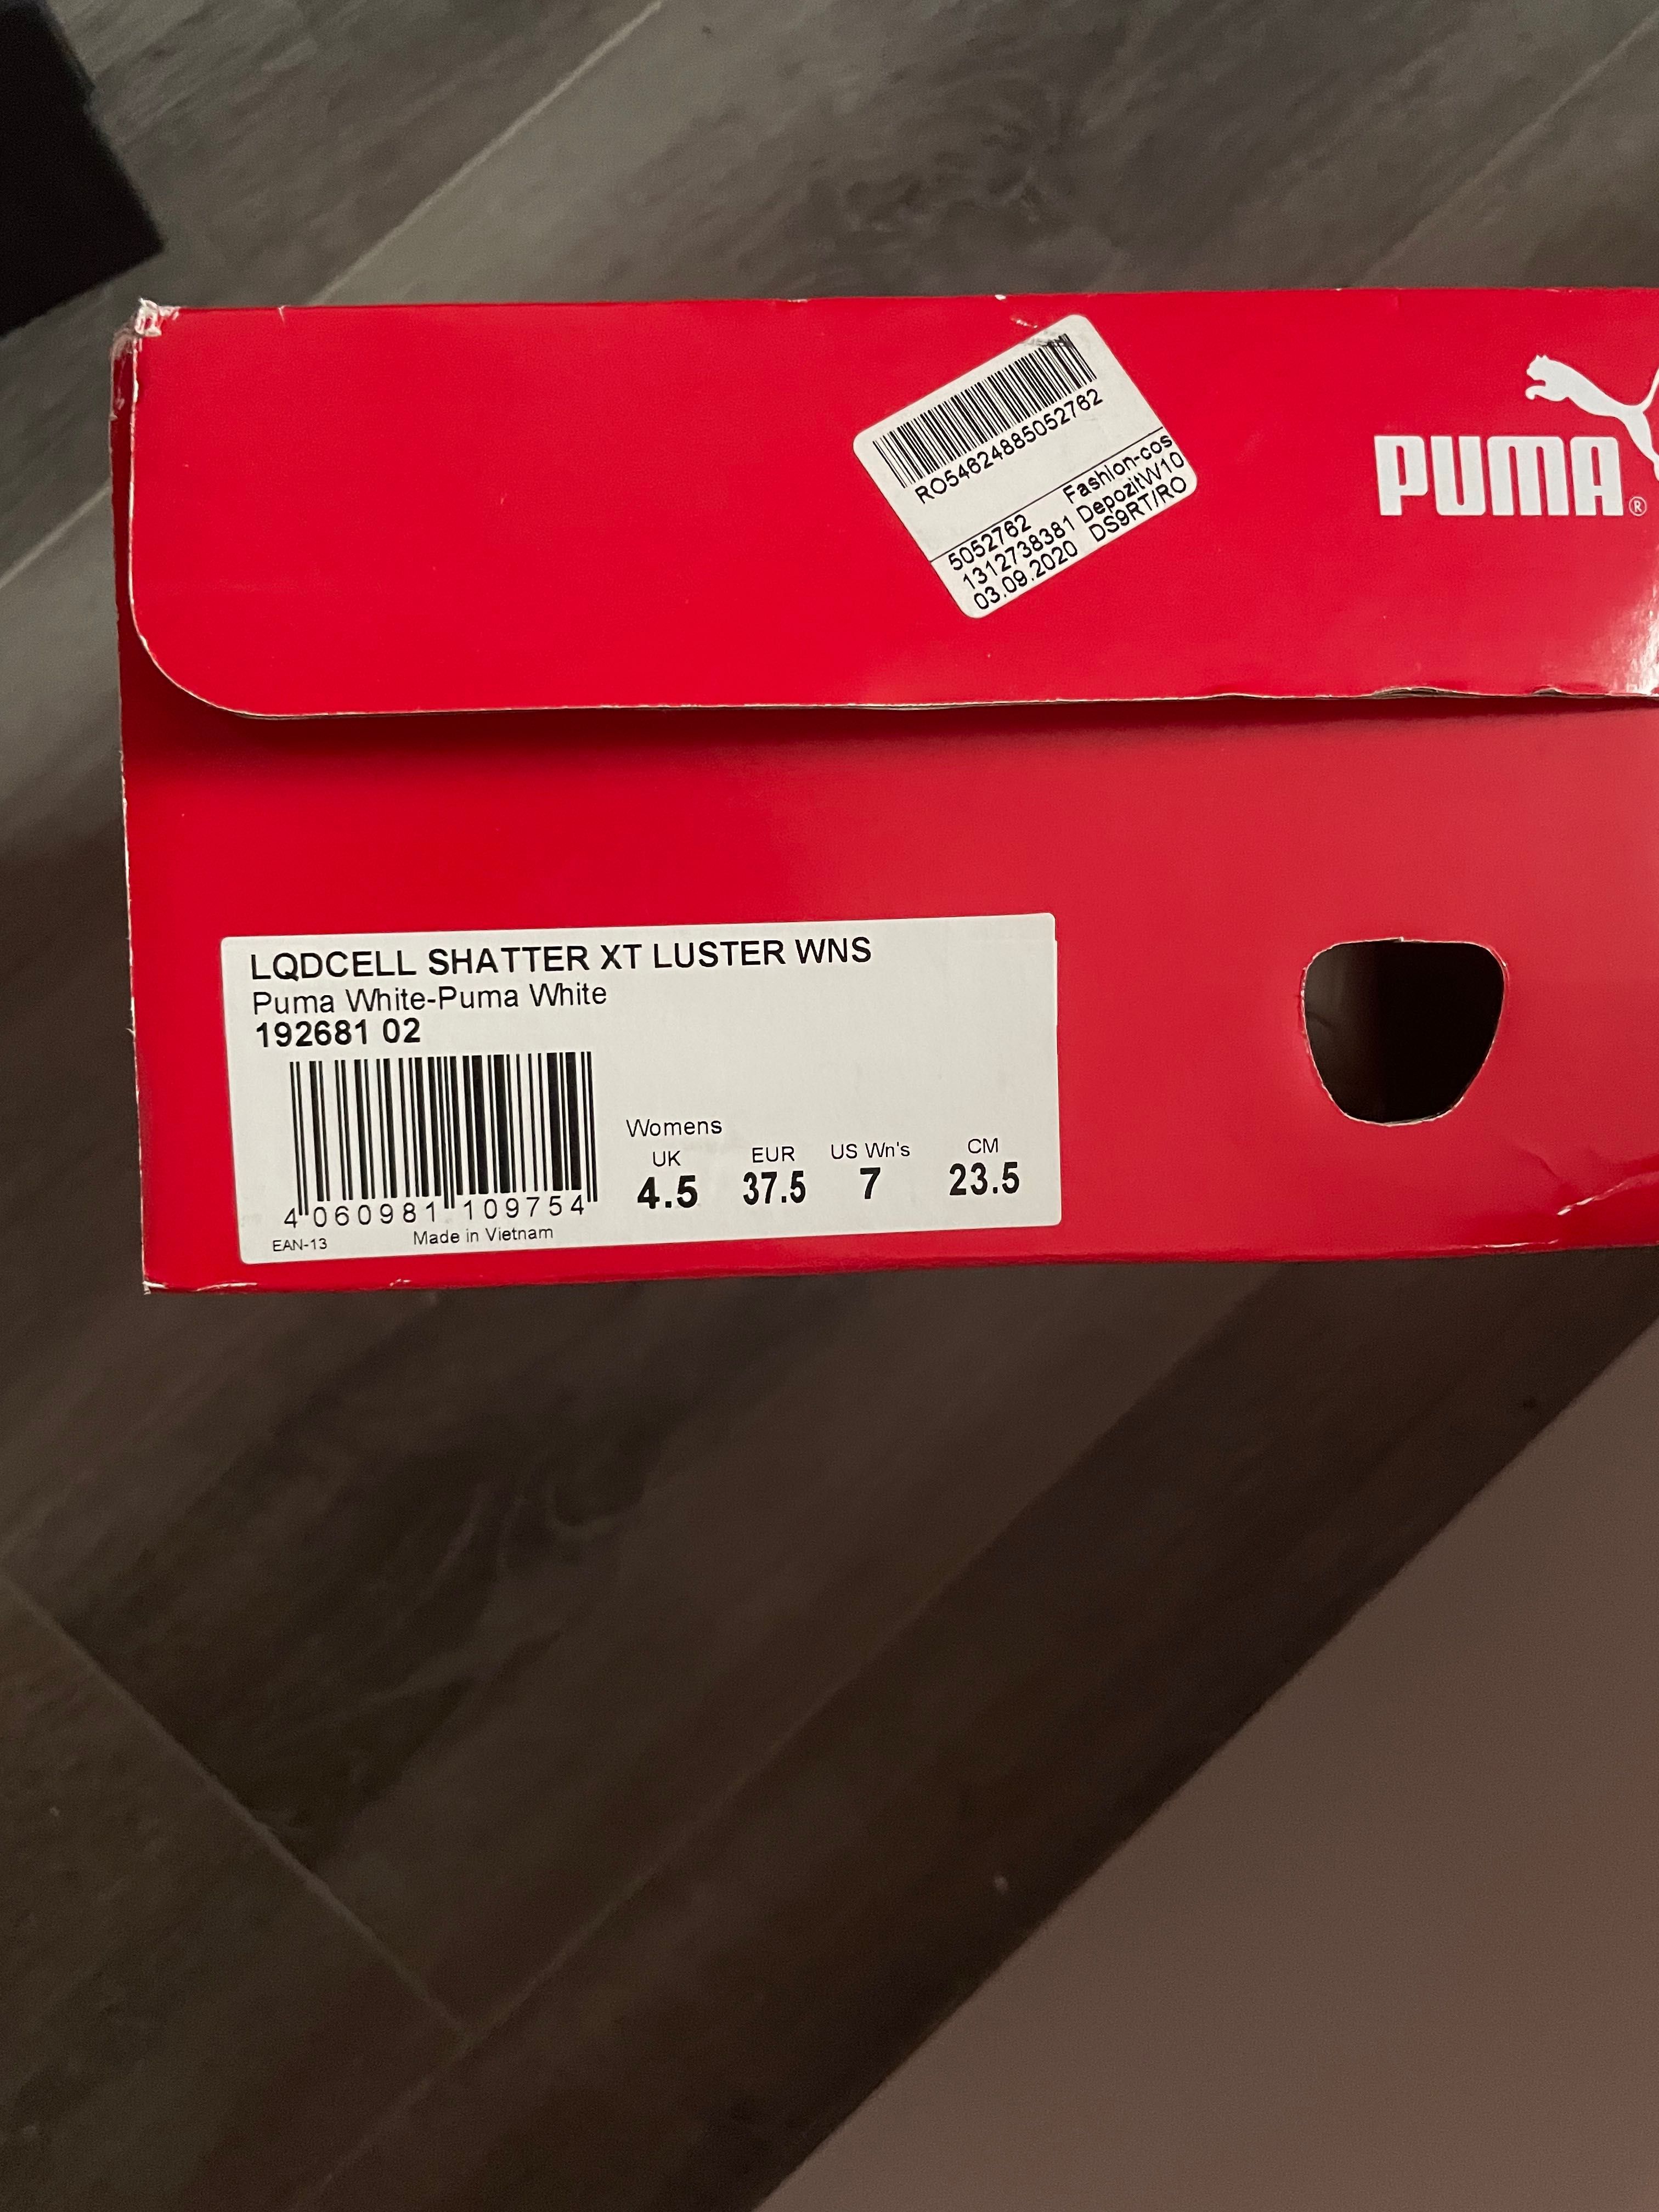 RO54624885052762
5052762 Fashion-cos
1312738381 DepozitW10
03.09.2020 DS9RT/RO
PUMA®
LQDCELL SHATTER XT LUSTER WNS
Puma White-Puma White
192681 02
Womens
UK EUR US Wn's CM
4.5 37.5 7 23.5
4 060981 109754
EAN-13 Made in Vietnam